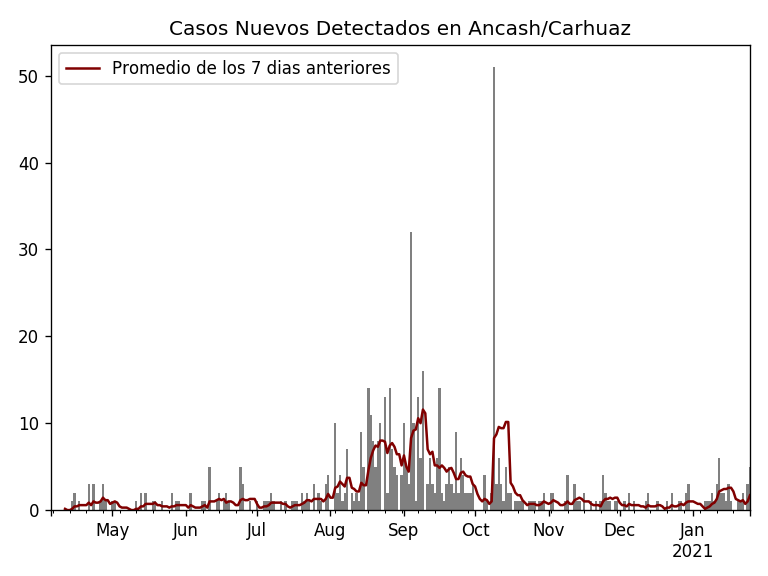 Casos Nuevos Detectados en Ancash/Carhuaz
Promedio de los 7 dias anteriores
50
40
30
20
10
0
May Jun Jul Aug Sep Oct Nov Dec Jan
2021